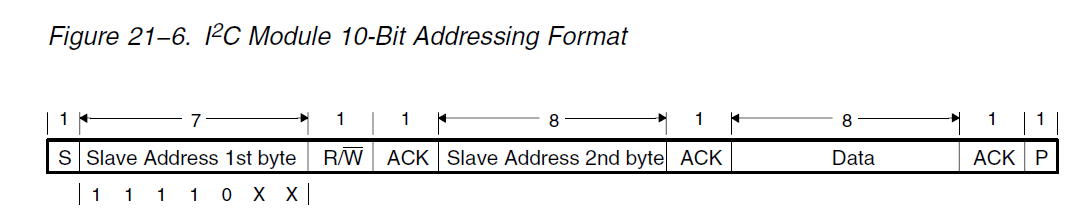 Figure 21–6. I2C Module 10-Bit Addressing Format
1 7 1 1 8 1 8 1 1
S Slave Address 1st byte R/W ACK Slave Address 2nd byte ACK Data ACK P
1 1 1 1 0 X X